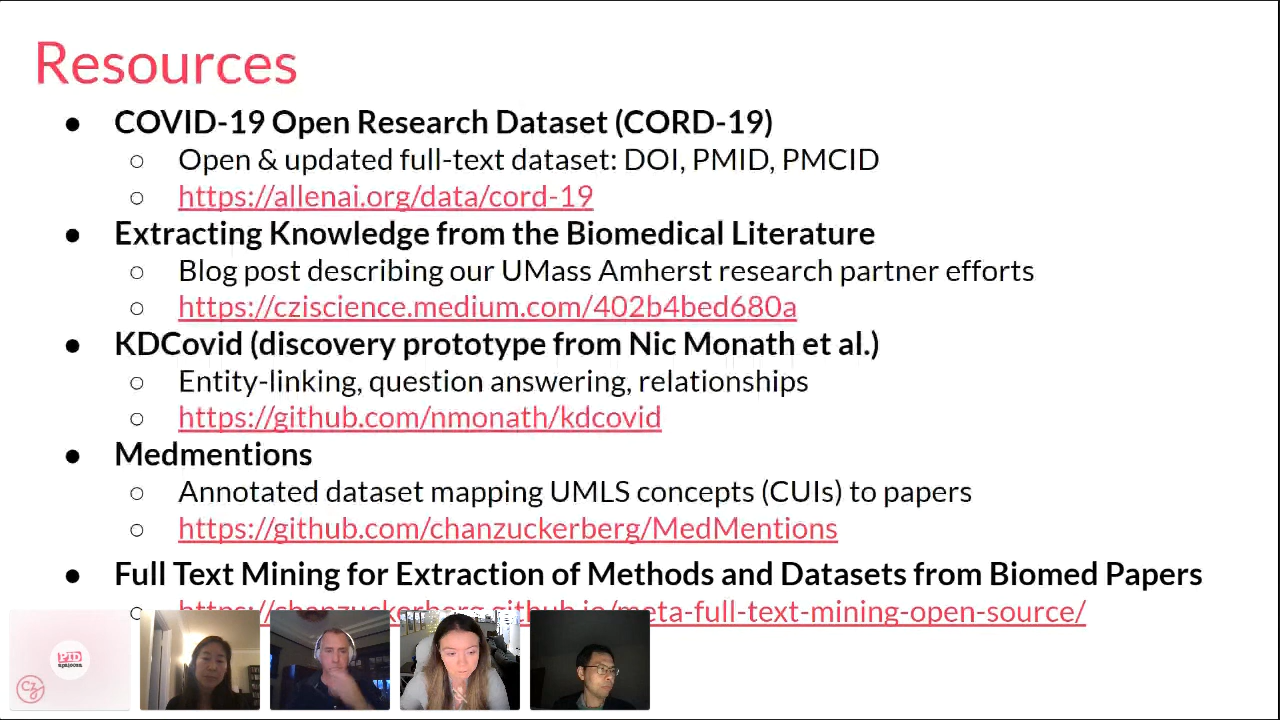 Resources
● COVID-19 Open Research Dataset (CORD-19)
○ Open & updated full-text dataset: DOI, PMID, PMCID
○ https://allenai.org/data/cord-19
● Extracting Knowledge from the Biomedical Literature
○ Blog post describing our UMass Amherst research partner efforts
○ https://cziscience.medium.com/402b4bed680a
● KDCovid (discovery prototype from Nic Monath et al.)
○ Entity-linking, question answering, relationships
○ https://github.com/nmonath/kdcovid
● Medmentions
○ Annotated dataset mapping UMLS concepts (CUIs) to papers
○ https://github.com/chanzuckerberg/MedMentions
● Full Text Mining for Extraction of Methods and Datasets from Biomed Papers
○ https://chanzuckerberg.github.io/meta-full-text-mining-open-source/
PID
apalooza
CZ